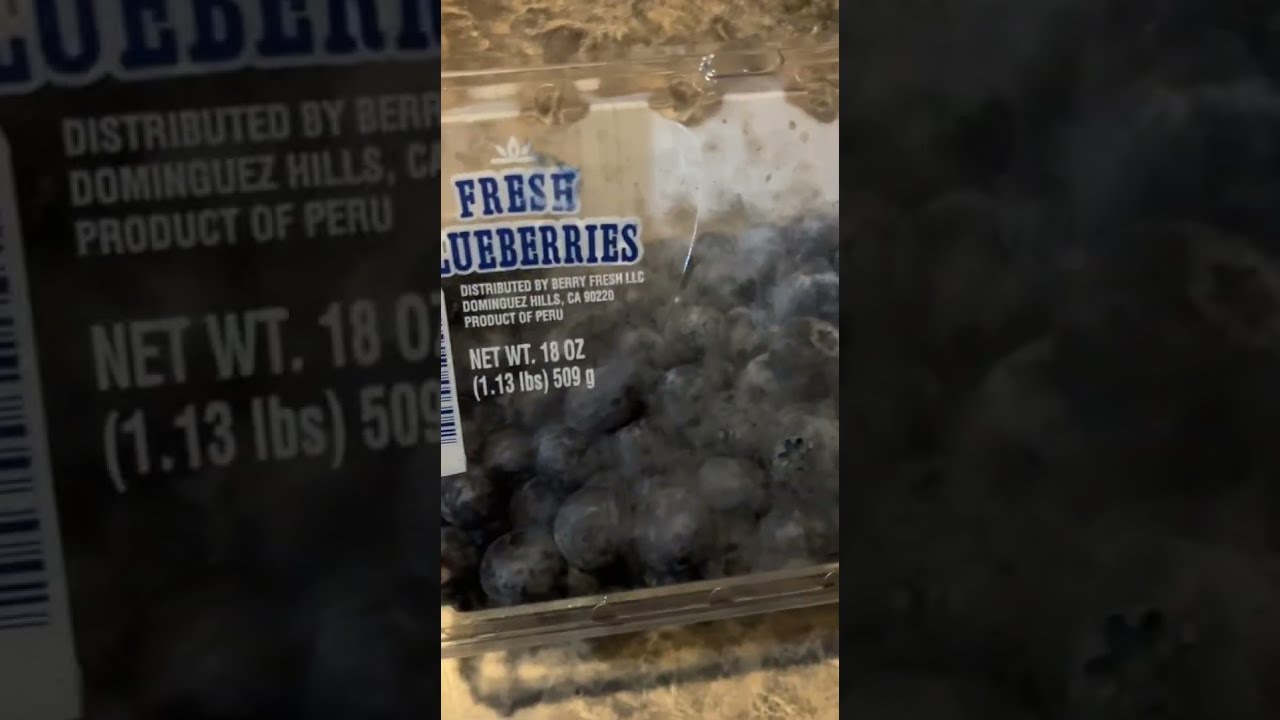 FRESH
LUEBERRIES
DISTRIBUTED BY BERRY FRESH LLC
DOMINGUEZ HILLS, CA 90220
PRODUCT OF PERU
NET WT. 18 OZ
(1.13 lbs) 509 g